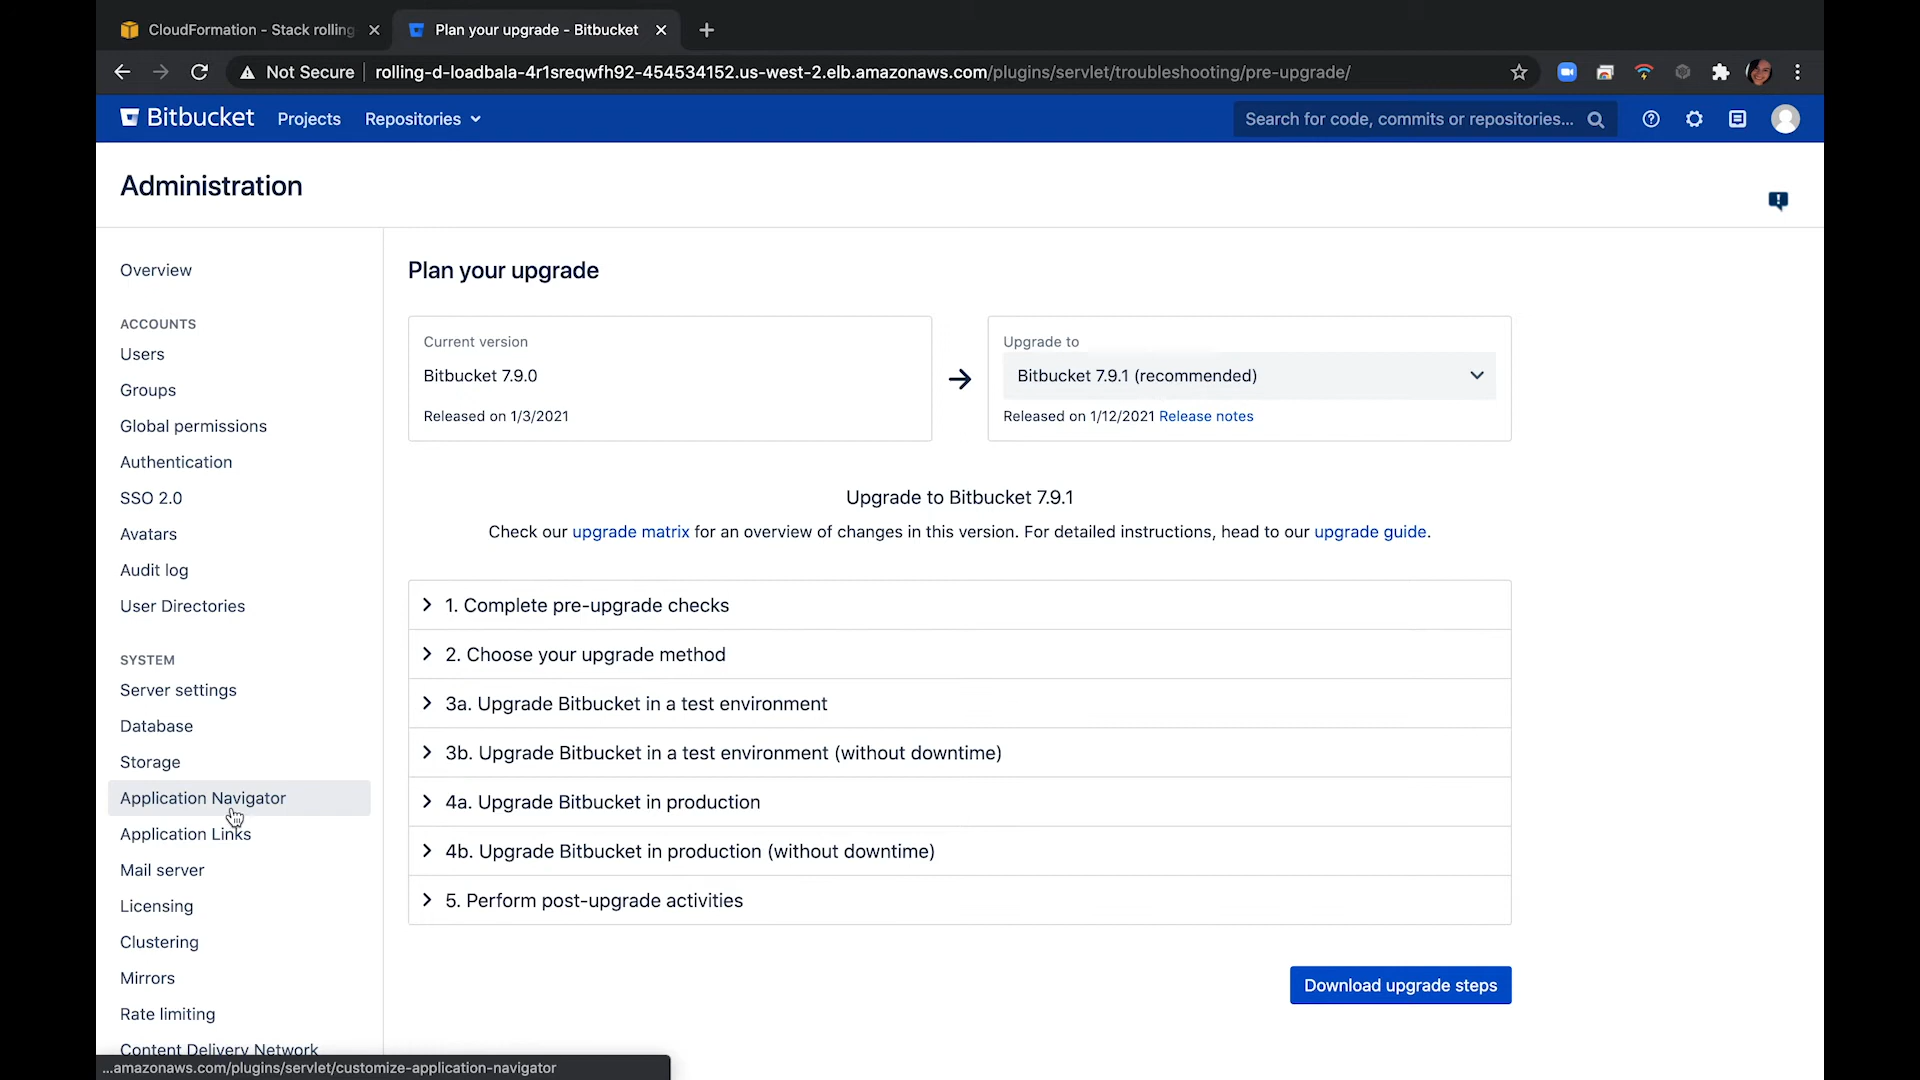 CloudFormation - Stack rolling
Plan your upgrade - Bitbucket
Not Secure
rolling-d-loadbala-4r1sreqwfh92-454534152.us-west-2.elb.amazonaws.com/plugins/servlet/troubleshooting/pre-upgrade/
Bitbucket
Projects
Repositories
Search for code, commits or repositories...
Administration
Overview
ACCOUNTS
Users
Groups
Global permissions
Authentication
SSO 2.0
Avatars
Audit log
User Directories
SYSTEM
Server settings
Database
Storage
Application Navigator
Application Links
Mail server
Licensing
Clustering
Mirrors
Rate limiting
Content Delivery Network
Plan your upgrade
Current version
Bitbucket 7.9.0
Released on 1/3/2021
Upgrade to
Bitbucket 7.9.1 (recommended)
Released on 1/12/2021 Release notes
Upgrade to Bitbucket 7.9.1
Check our upgrade matrix for an overview of changes in this version. For detailed instructions, head to our upgrade guide.
1. Complete pre-upgrade checks
2. Choose your upgrade method
3a. Upgrade Bitbucket in a test environment
3b. Upgrade Bitbucket in a test environment (without downtime)
4a. Upgrade Bitbucket in production
4b. Upgrade Bitbucket in production (without downtime)
5. Perform post-upgrade activities
Download upgrade steps
...amazonaws.com/plugins/servlet/customize-application-navigator